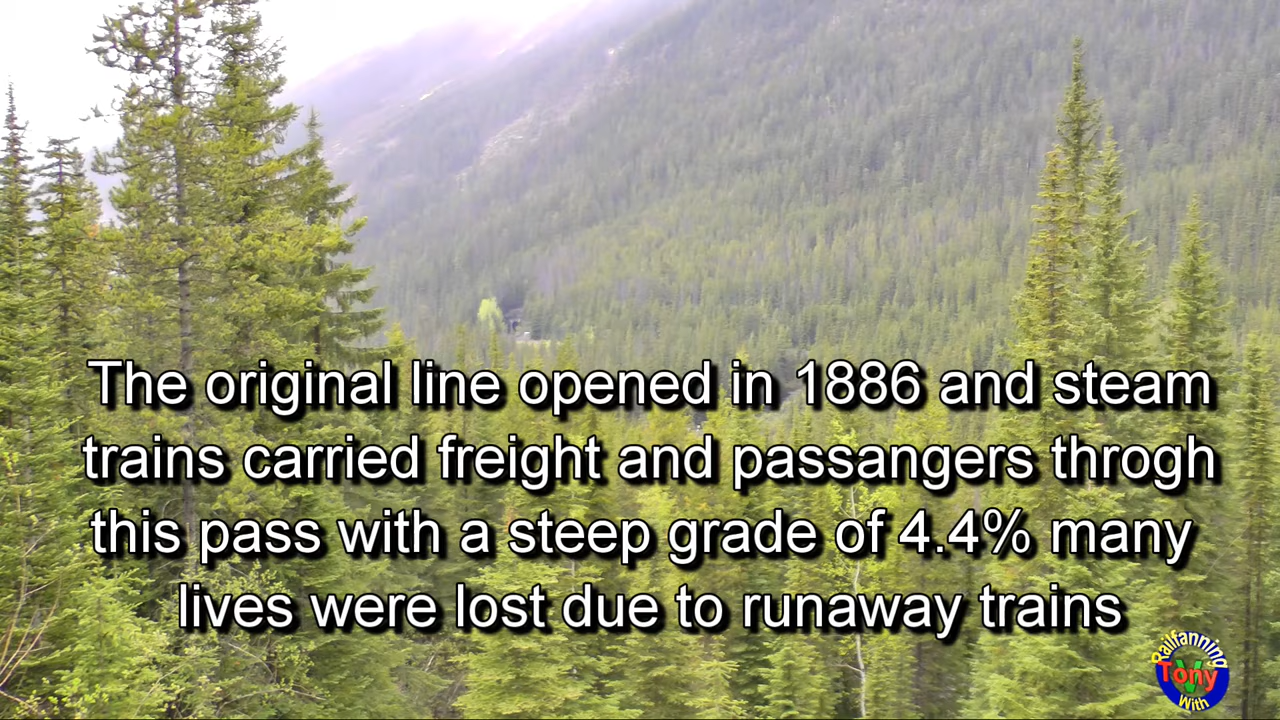 The original line opened in 1886 and steam
trains carried freight and passangers throgh
this pass with a steep grade of 4.4% many
lives were lost due to runaway trains
Railfanning
V
Tony
With